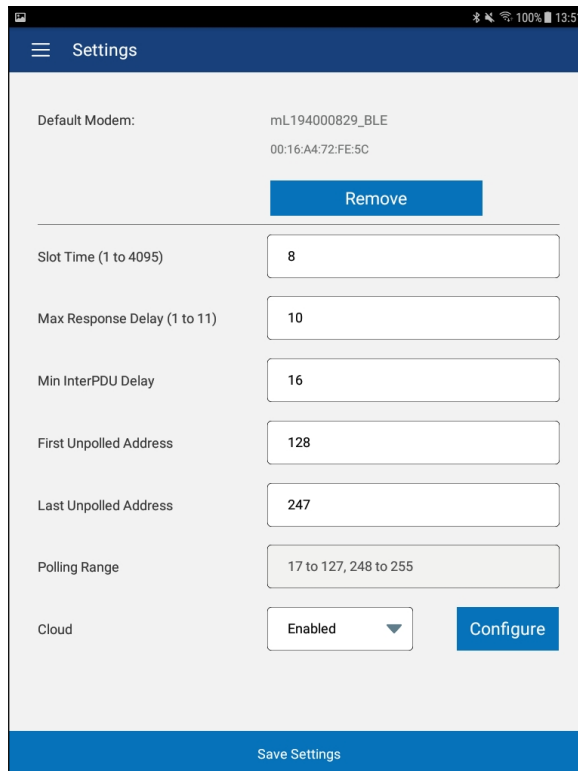 100% 13:5
Settings
Default Modem: mL194000829_BLE
00:16:A4:72:FE:5C
Remove
Slot Time (1 to 4095) 8
Max Response Delay (1 to 11) 10
Min InterPDU Delay 16
First Unpolled Address 128
Last Unpolled Address 247
Polling Range 17 to 127, 248 to 255
Cloud Enabled Configure
Save Settings